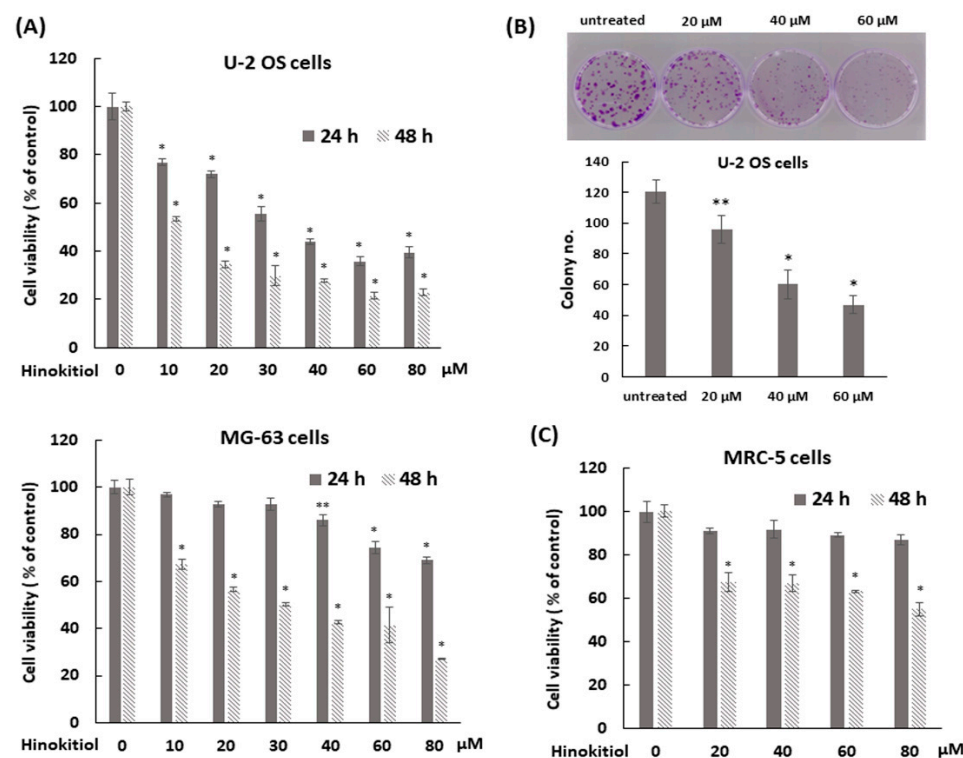 (A)
U-2 OS cells
24 h 48 h
Cell viability ( % of control)
120
100
80
60
40
20
0
* * * * * *
* * * * * *
Hinokitiol 0 10 20 30 40 60 80 µM
(B)
untreated 20 µM 40 µM 60 µM
U-2 OS cells
Colony no.
140
120
100
80
60
40
20
0
** * *
untreated 20 µM 40 µM 60 µM
MG-63 cells
24 h 48 h
Cell viability ( % of control)
120
100
80
60
40
20
0
** * *
* * * * * *
Hinokitiol 0 10 20 30 40 60 80 µM
(C)
MRC-5 cells
24 h 48 h
Cell viability ( % of control)
120
100
80
60
40
20
0
* * * *
Hinokitiol 0 20 40 60 80 µM